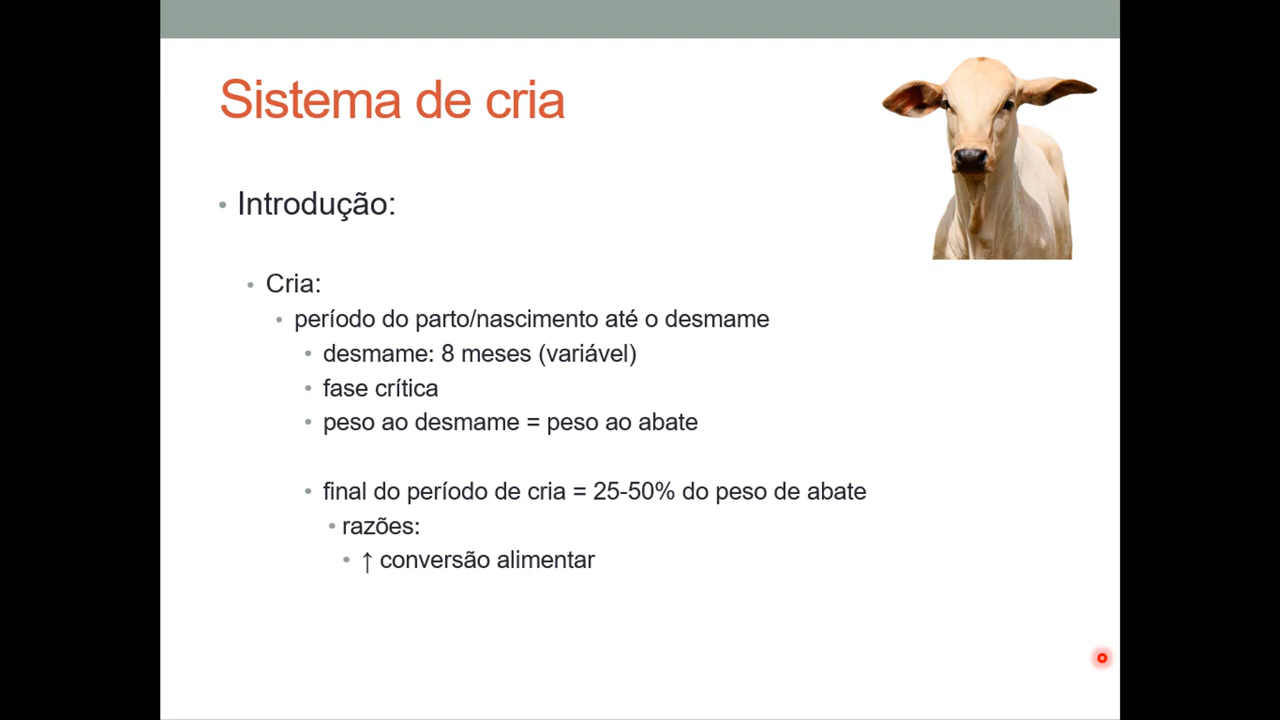 Sistema de cria
• Introdução:
• Cria:
• período do parto/nascimento até o desmame
• desmame: 8 meses (variável)
• fase crítica
• peso ao desmame = peso ao abate
• final do período de cria = 25-50% do peso de abate
• razões:
• ↑ conversão alimentar